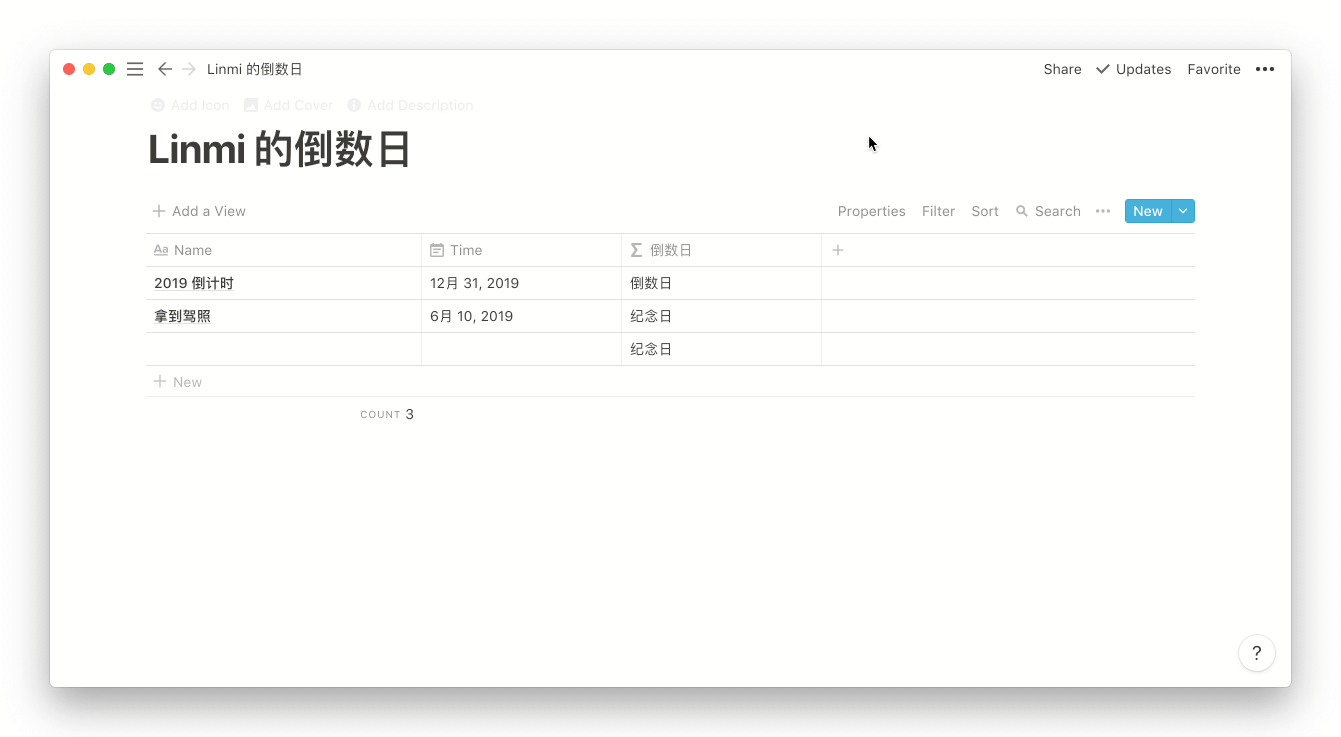 Linmi 的倒数日 Share Updates Favorite
Add Icon Add Cover Add Description
Linmi 的倒数日
Add a View Properties Filter Sort Search New
Aa Name Time Σ 倒数日
2019 倒计时 12月 31, 2019 倒数日
拿到驾照 6月 10, 2019 纪念日
纪念日
New
COUNT 3
?